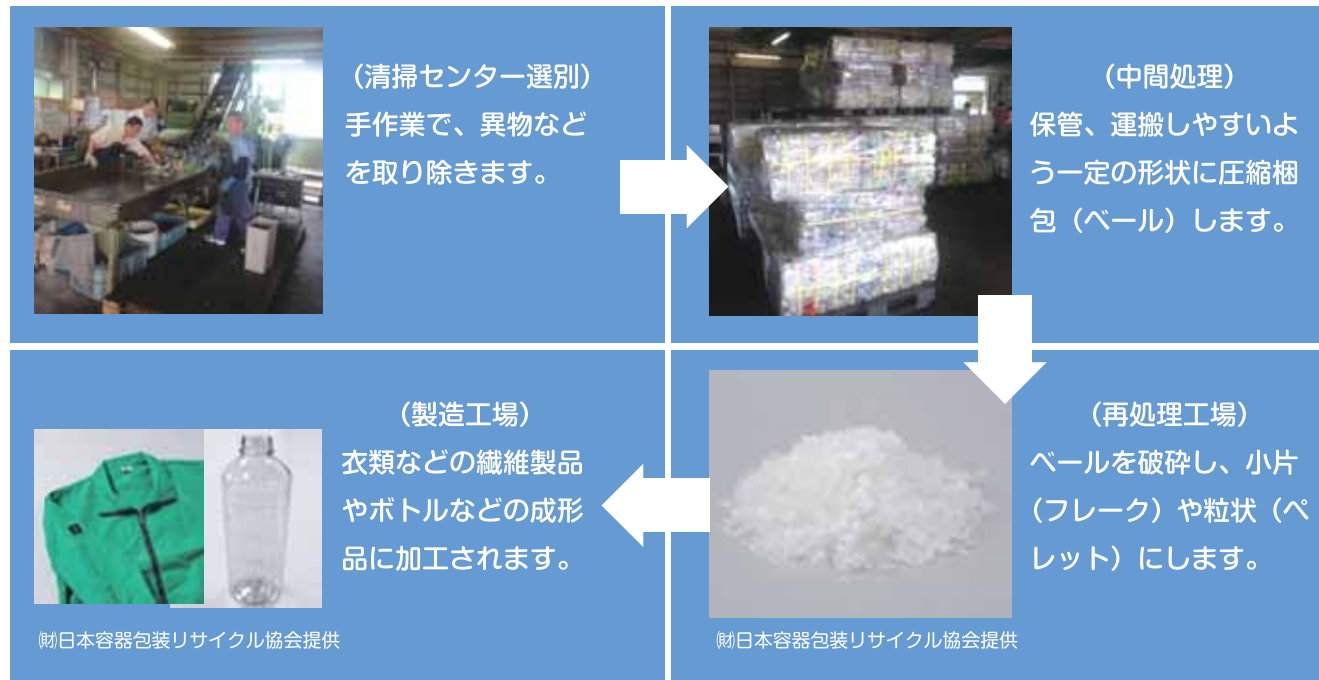 （清掃センター選別）
手作業で、異物など
を取り除きます。
（中間処理）
保管、運搬しやすいよ
う一定の形状に圧縮梱
包（ベール）します。
（再処理工場）
ベールを破砕し、小片
（フレーク）や粒状（ペ
レット）にします。
㈶日本容器包装リサイクル協会提供
（製造工場）
衣類などの繊維製品
やボトルなどの成形
品に加工されます。
㈶日本容器包装リサイクル協会提供